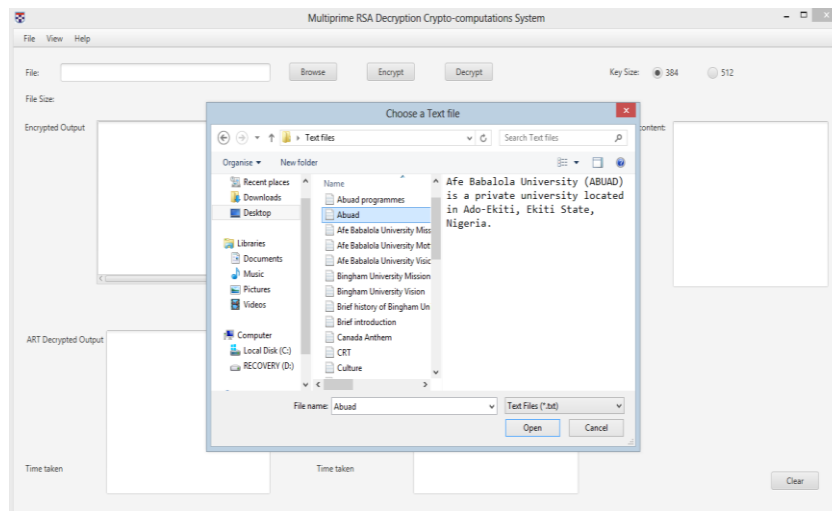 Multiprime RSA Decryption Crypto-computations System
File View Help
File: Browse Encrypt Decrypt Key Size: 384 512
File Size:
Encrypted Output
content:
Choose a Text file
Text files
Search Text files
Organise New folder
Recent places
Downloads
Desktop
Libraries
Documents
Music
Pictures
Videos
Computer
Local Disk (C:)
RECOVERY (D:)
Name
Abuad programmes
Abuad
Afe Babalola University Miss
Afe Babalola University Mot
Afe Babalola University Visic
Bingham University Mission
Bingham University Vision
Brief history of Bingham Un
Brief introduction
Canada Anthem
CRT
Culture
Afe Babalola University (ABUAD)
is a private university located
in Ado-Ekiti, Ekiti State,
Nigeria.
File name: Abuad Text Files (*.txt)
Open Cancel
ART Decrypted Output
Time taken Time taken
Clear